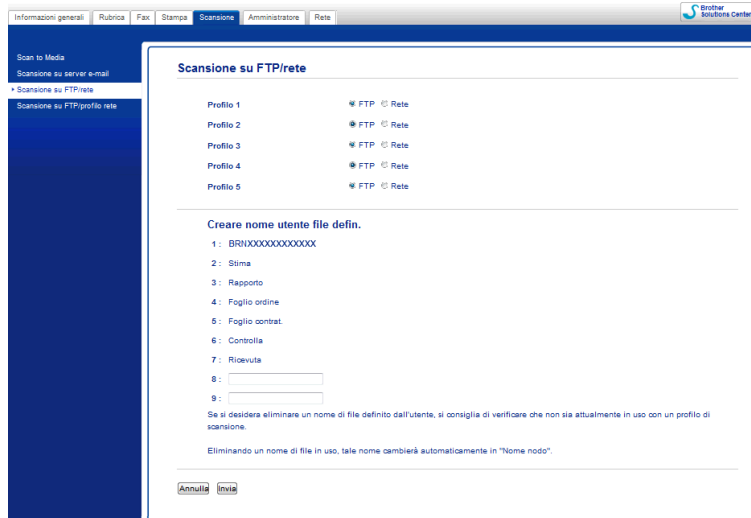 Informazioni generali Rubrica Fax Stampa Scansione Amministratore Rete
Brother
Solutions Center
Scan to Media
Scansione su server e-mail
Scansione su FTP/rete
Scansione su FTP/profilo rete
Scansione su FTP/rete
Profilo 1 FTP Rete
Profilo 2 FTP Rete
Profilo 3 FTP Rete
Profilo 4 FTP Rete
Profilo 5 FTP Rete
Creare nome utente file defin.
1 : BRNXXXXXXXXXXXX
2 : Stima
3 : Rapporto
4 : Foglio ordine
5 : Foglio contrat.
6 : Controlla
7 : Ricevuta
8 :
9 :
Se si desidera eliminare un nome di file definito dall'utente, si consiglia di verificare che non sia attualmente in uso con un profilo di
scansione.
Eliminando un nome di file in uso, tale nome cambierà automaticamente in "Nome nodo".
Annulla Invia